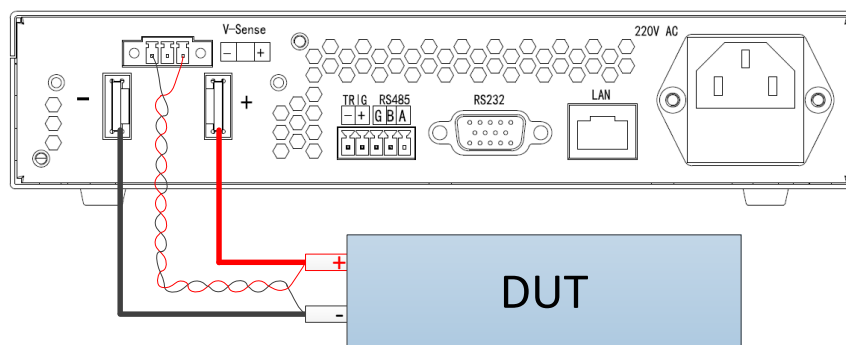 V-Sense
- +
220V AC
-
+
TRIG RS485
- + G B A
RS232
LAN
+
-
DUT